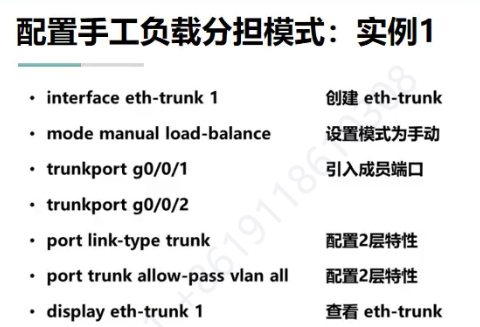 配置手工负载分担模式：实例1
• interface eth-trunk 1 创建 eth-trunk
• mode manual load-balance 设置模式为手动
• trunkport g0/0/1 引入成员端口
• trunkport g0/0/2
• port link-type trunk 配置2层特性
• port trunk allow-pass vlan all 配置2层特性
• display eth-trunk 1 查看 eth-trunk